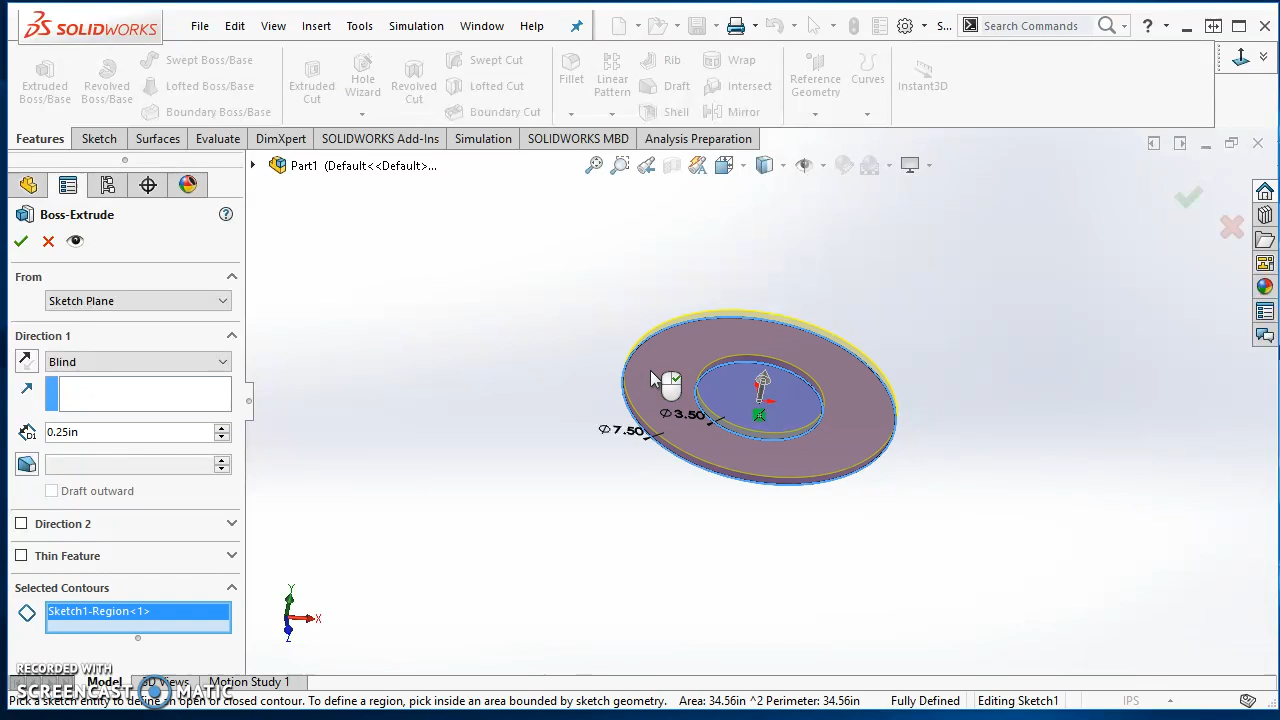 SOLIDWORKS
File Edit View Insert Tools Simulation Window Help
S...
Search Commands
Extruded Boss/Base
Revolved Boss/Base
Swept Boss/Base
Lofted Boss/Base
Boundary Boss/Base
Extruded Cut
Hole Wizard
Revolved Cut
Swept Cut
Lofted Cut
Boundary Cut
Fillet
Linear Pattern
Rib
Draft
Shell
Wrap
Intersect
Mirror
Reference Geometry
Curves
Instant3D
Features Sketch Surfaces Evaluate DimXpert SOLIDWORKS Add-Ins Simulation SOLIDWORKS MBD Analysis Preparation
Part1 (Default<<Default>...
Boss-Extrude
From
Sketch Plane
Direction 1
Blind
0.25in
Draft outward
Direction 2
Thin Feature
Selected Contours
Sketch1-Region<1>
Ø3.50
Ø7.50
Y
X
Z
RECORDED WITH
SCREENCAST MATIC
Model 3D Views Motion Study 1
Pick a sketch entity to define an open or closed contour. To define a region, pick inside an area bounded by sketch geometry. Area: 34.56in ^2 Perimeter: 34.56in Fully Defined Editing Sketch1 IPS